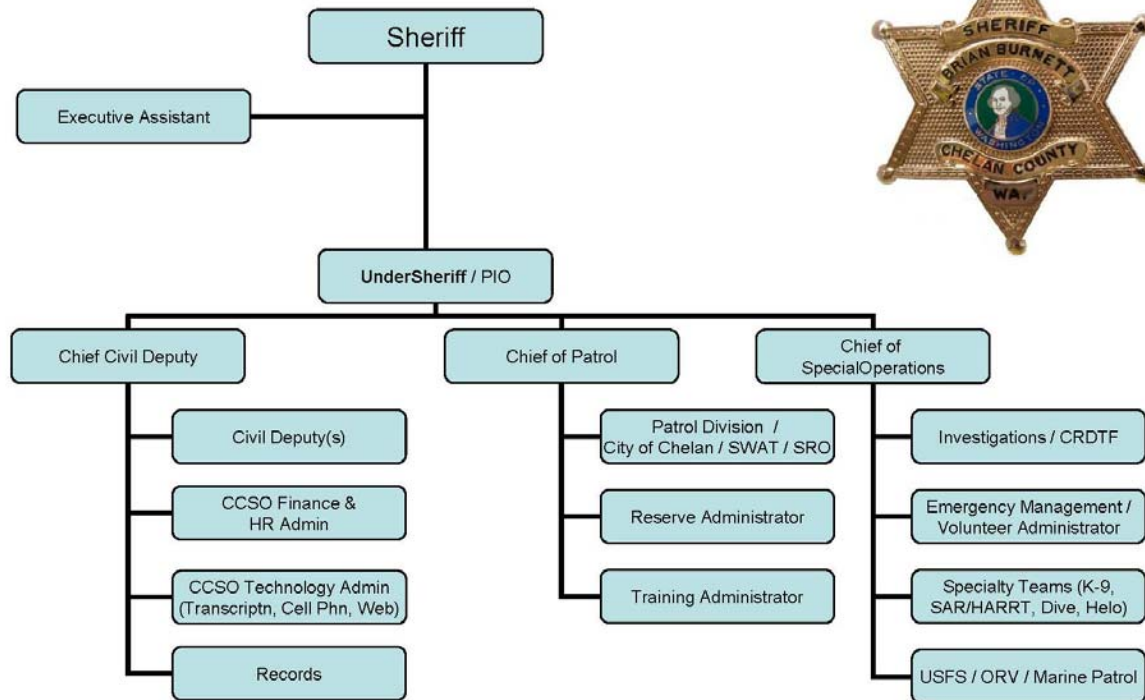 Sheriff
SHERIFF
BRIAN BURNETT
STATE OF
WASHINGTON
CHELAN COUNTY
WA.
Executive Assistant
UnderSheriff / PIO
Chief Civil Deputy
Civil Deputy(s)
CCSO Finance &
HR Admin
CCSO Technology Admin
(Transcriptn, Cell Phn, Web)
Records
Chief of Patrol
Patrol Division /
City of Chelan / SWAT / SRO
Reserve Administrator
Training Administrator
Chief of
SpecialOperations
Investigations / CRDTF
Emergency Management /
Volunteer Administrator
Specialty Teams (K-9,
SAR/HARRT, Dive, Helo)
USFS / ORV / Marine Patrol